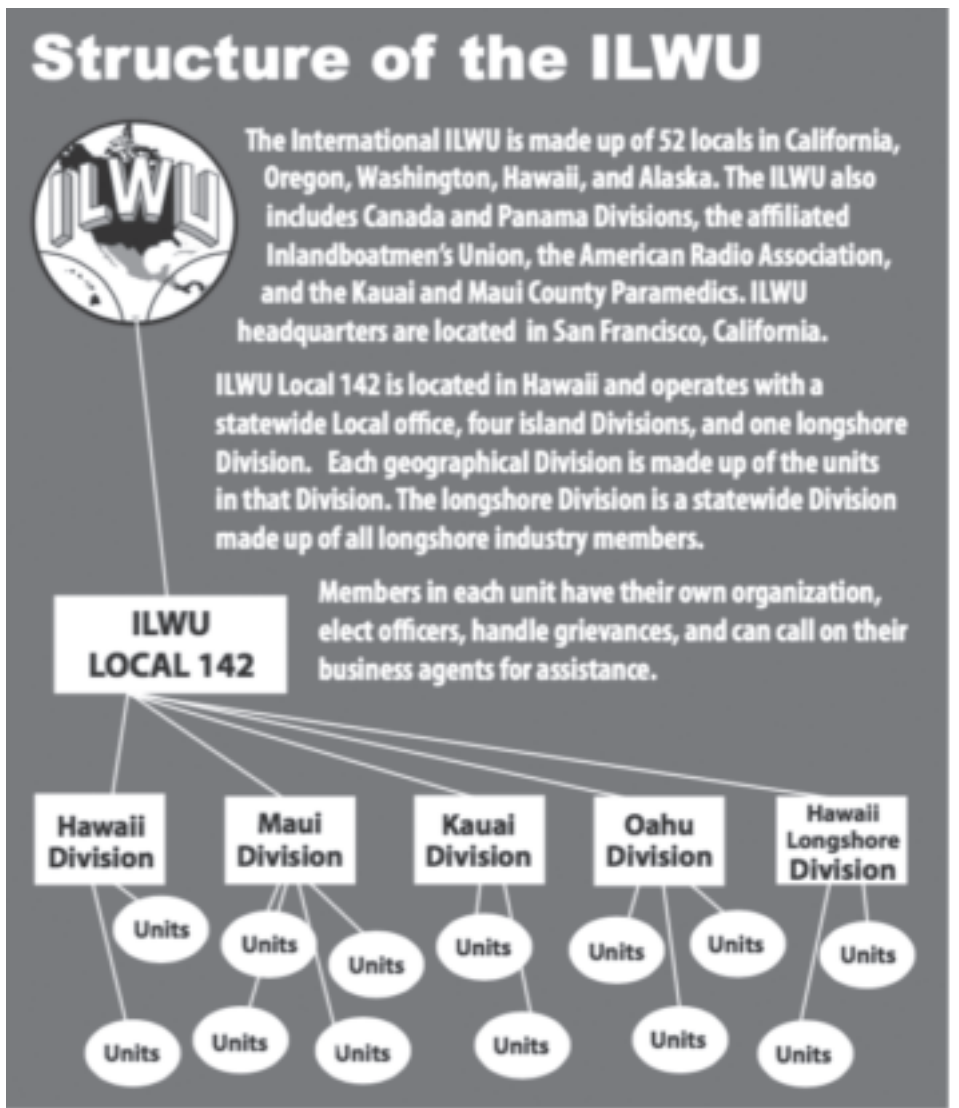 Structure of the ILWU
ILWU
The International ILWU is made up of 52 locals in California,
Oregon, Washington, Hawaii, and Alaska. The ILWU also
includes Canada and Panama Divisions, the affiliated
Inlandboatmen's Union, the American Radio Association,
and the Kauai and Maui County Paramedics. ILWU
headquarters are located in San Francisco, California.
ILWU Local 142 is located in Hawaii and operates with a
statewide Local office, four island Divisions, and one longshore
Division. Each geographical Division is made up of the units
in that Division. The longshore Division is a statewide Division
made up of all longshore industry members.
Members in each unit have their own organization,
elect officers, handle grievances, and can call on their
business agents for assistance.
ILWU
LOCAL 142
Hawaii
Division
Maui
Division
Kauai
Division
Oahu
Division
Hawaii
Longshore
Division
Units
Units
Units
Units
Units
Units
Units
Units
Units
Units
Units
Units
Units